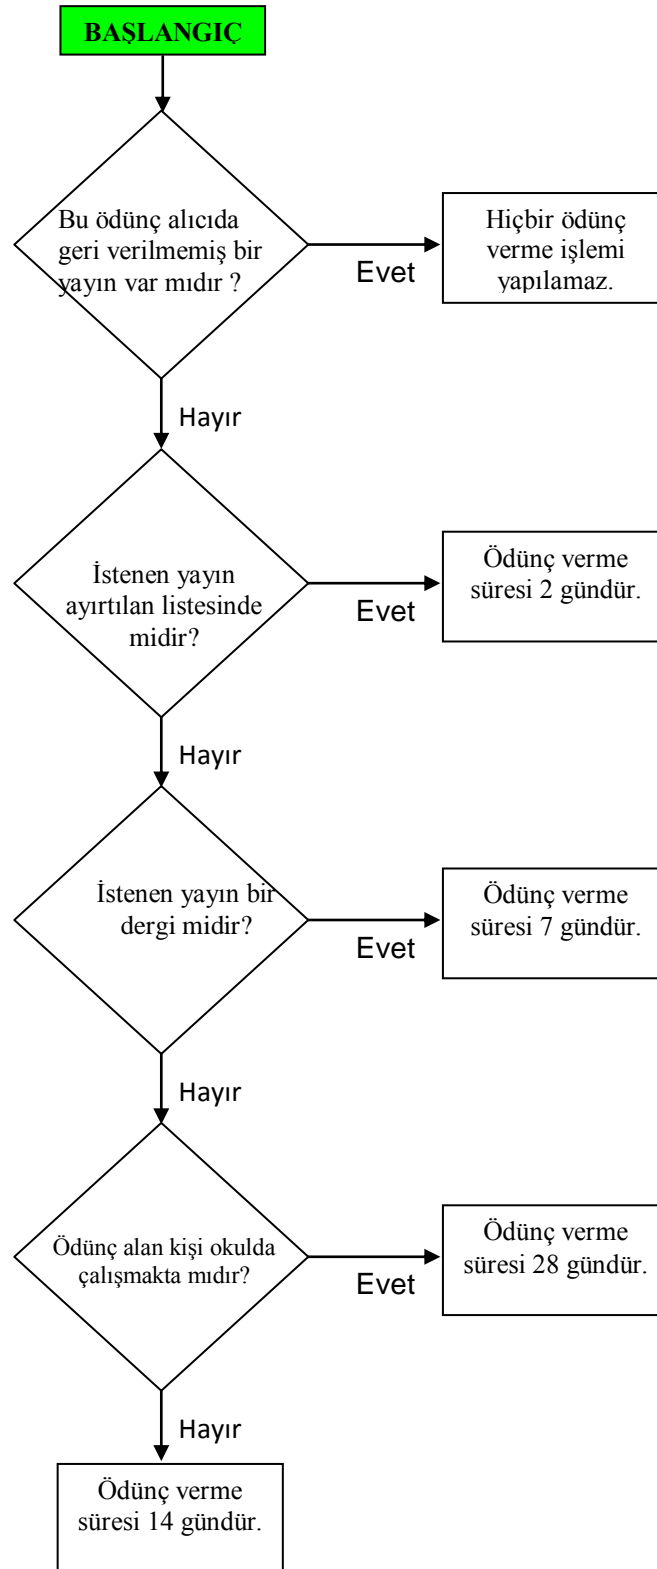 BAŞLANGIÇ
Bu ödünç alıcıda
geri verilmemiş bir
yayın var mıdır ?
Evet
Hiçbir ödünç
verme işlemi
yapılamaz.
Hayır
İstenen yayın
ayırtılan listesinde
midir?
Evet
Ödünç verme
süresi 2 gündür.
Hayır
İstenen yayın bir
dergi midir?
Evet
Ödünç verme
süresi 7 gündür.
Hayır
Ödünç alan kişi okulda
çalışmakta mıdır?
Evet
Ödünç verme
süresi 28 gündür.
Hayır
Ödünç verme
süresi 14 gündür.